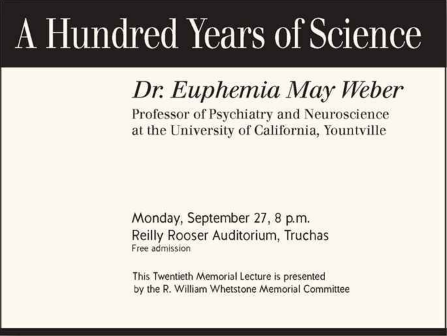 A Hundred Years of Science
Dr. Euphemia May Weber
Professor of Psychiatry and Neuroscience
at the University of California, Yountville
Monday, September 27, 8 p.m.
Reilly Rooser Auditorium, Truchas
Free admission
This Twentieth Memorial Lecture is presented
by the R. William Whetstone Memorial Committee